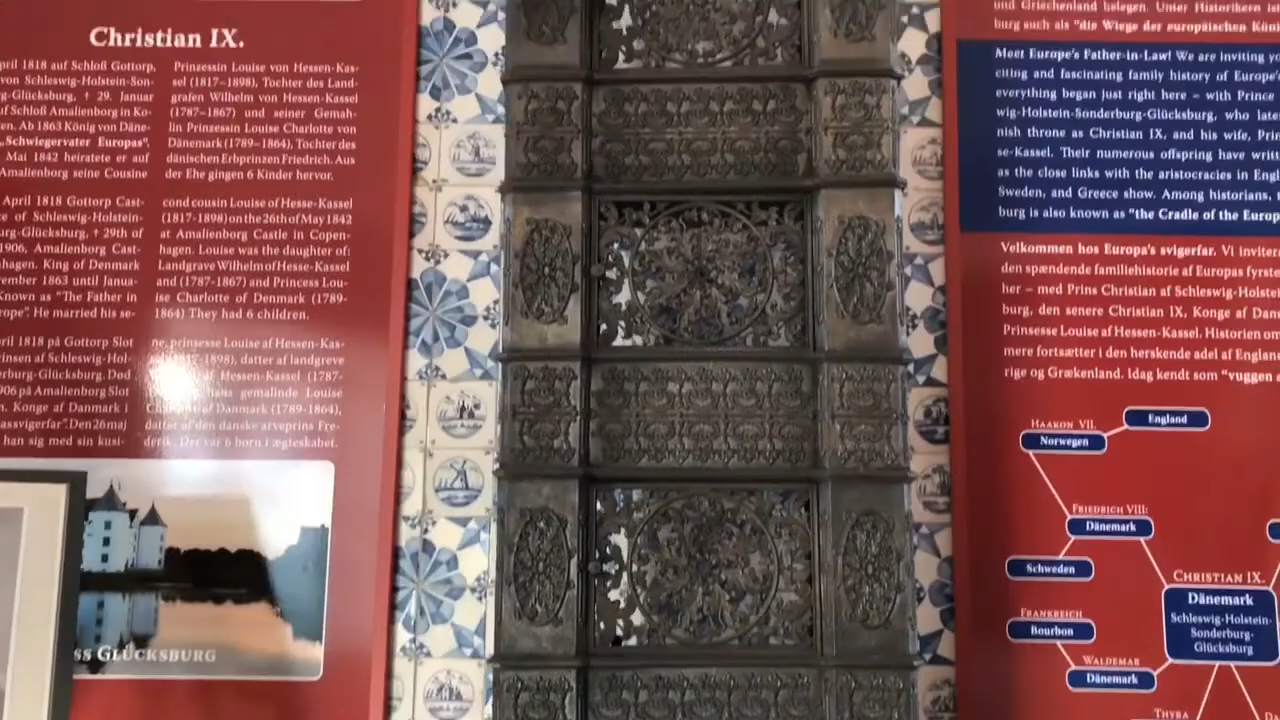 Christian IX.
pril 1818 auf Schloß Gottorp,
von Schleswig-Holstein-Son-
g-Glücksburg, † 29. Januar
uf Schloß Amalienborg in Ko-
en. Ab 1863 König von Däne-
„Schwiegervater Europas“.
Mai 1842 heiratete er auf
Amalienborg seine Cousine
Prinzessin Louise von Hessen-Kas-
sel (1817–1898), Tochter des Land-
grafen Wilhelm von Hessen-Kassel
(1787–1867) und seiner Gemah-
lin Prinzessin Louise Charlotte von
Dänemark (1789–1864), Tochter des
dänischen Erbprinzen Friedrich. Aus
der Ehe gingen 6 Kinder hervor.
April 1818 Gottorp Cast-
ce of Schleswig-Holstein-
urg-Glücksburg, † 29th of
1906, Amalienborg Cast-
nhagen. King of Denmark
vember 1863 until Janua-
Known as "The Father in
rope". He married his se-
cond cousin Louise of Hesse-Kassel
(1817-1898) on the 26th of May 1842
at Amalienborg Castle in Copen-
hagen. Louise was the daughter of:
Landgrave Wilhelm of Hesse-Kassel
and (1787-1867) and Princess Lou-
ise Charlotte of Denmark (1789-
1864) They had 6 children.
ril 1818 på Gottorp Slot
rinsen af Schleswig-Hol-
erburg-Glücksburg. Død
906 på Amalienborg Slot
n. Konge af Danmark i
assvigerfar". Den 26 maj
han sig med sin kusi-
ne, prinsesse Louise af Hessen-Kas-
1817-1898), datter af landgreve
af Hessen-Kassel (1787-
hans gemalinde Louise
af Danmark (1789-1864),
datter af den danske arveprins Fre-
derik. Der var 6 born i ægteskabet.
SS GLÜCKSBURG
und Griechenland belegen. Unter Historikern ist
burg auch als "die Wiege der europäischen Köni
Meet Europe's Father-in-Law! We are inviting yo
citing and fascinating family history of Europe'
everything began just right here – with Prince
wig-Holstein-Sonderburg-Glücksburg, who late
nish throne as Christian IX, and his wife, Prin
se-Kassel. Their numerous offspring have writt
as the close links with the aristocracies in Engl
Sweden, and Greece show. Among historians,
burg is also known as "the Cradle of the Europ
Velkommen hos Europa's svigerfar. Vi inviter
den spændende familiehistorie af Europas fyrste
her – med Prins Christian af Schleswig-Holstei
burg, den senere Christian IX, Konge af Dan
Prinsesse Louise af Hessen-Kassel. Historien om
mere fortsætter i den herskende adel af England
rige og Grækenland. Idag kendt som "vuggen a
England
HAAKON VII.
Norwegen
FRIEDRICH VIII:
Dänemark
Schweden
CHRISTIAN IX.
Dänemark
Schleswig-Holstein-
Sonderburg-
Glücksburg
FRANKREICH
Bourbon
WALDEMAR
Dänemark
THYRA